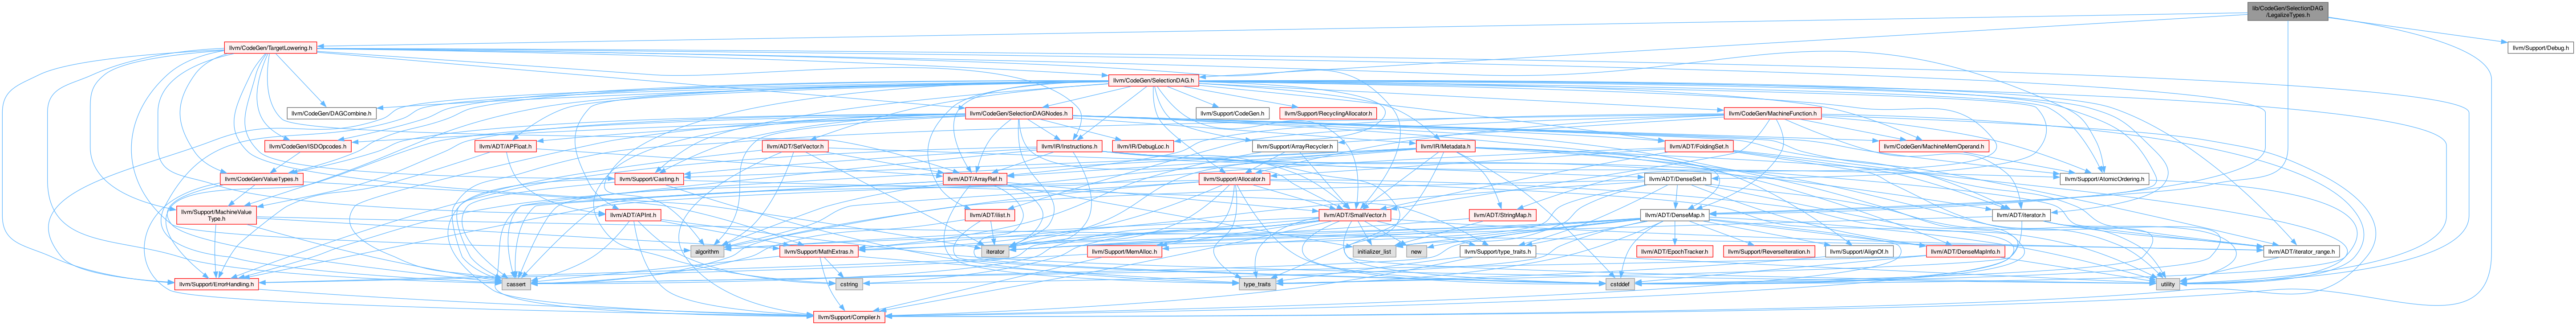 lib/CodeGen/SelectionDAG
/LegalizeTypes.h
llvm/CodeGen/TargetLowering.h
llvm/Support/Debug.h
llvm/CodeGen/SelectionDAG.h
llvm/CodeGen/DAGCombine.h
llvm/CodeGen/SelectionDAGNodes.h
llvm/Support/CodeGen.h
llvm/Support/RecyclingAllocator.h
llvm/CodeGen/MachineFunction.h
llvm/CodeGen/ISDOpcodes.h
llvm/ADT/APFloat.h
llvm/ADT/SetVector.h
llvm/IR/Instructions.h
llvm/IR/DebugLoc.h
llvm/Support/ArrayRecycler.h
llvm/IR/Metadata.h
llvm/ADT/FoldingSet.h
llvm/CodeGen/MachineMemOperand.h
llvm/CodeGen/ValueTypes.h
llvm/Support/Casting.h
llvm/ADT/ArrayRef.h
llvm/Support/Allocator.h
llvm/ADT/DenseSet.h
llvm/Support/AtomicOrdering.h
llvm/Support/MachineValue
Type.h
llvm/ADT/APInt.h
llvm/ADT/ilist.h
llvm/ADT/SmallVector.h
llvm/ADT/StringMap.h
llvm/ADT/DenseMap.h
llvm/ADT/iterator.h
algorithm
llvm/Support/MathExtras.h
iterator
llvm/Support/MemAlloc.h
initializer_list
new
llvm/Support/type_traits.h
llvm/ADT/EpochTracker.h
llvm/Support/ReverseIteration.h
llvm/Support/AlignOf.h
llvm/ADT/DenseMapInfo.h
llvm/ADT/iterator_range.h
llvm/Support/ErrorHandling.h
cassert
cstring
type_traits
cstddef
utility
llvm/Support/Compiler.h